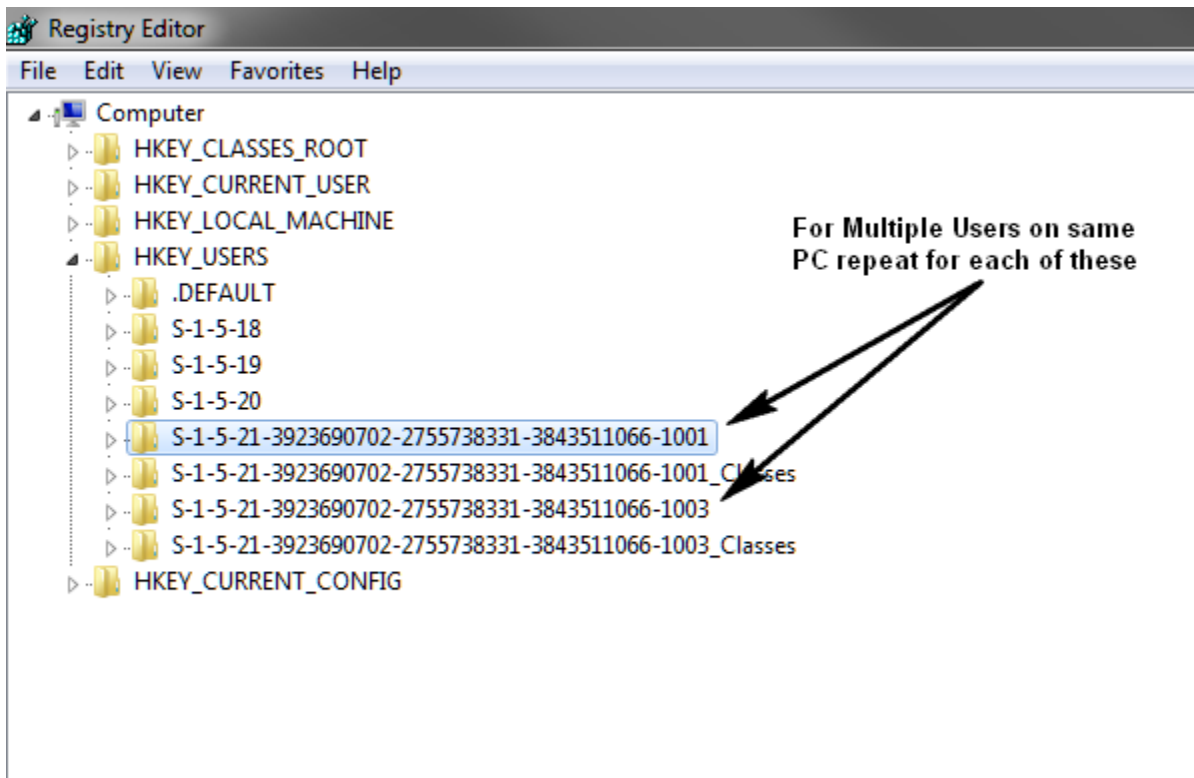 Registry Editor
File Edit View Favorites Help
Computer
HKEY_CLASSES_ROOT
HKEY_CURRENT_USER
HKEY_LOCAL_MACHINE
HKEY_USERS
.DEFAULT
S-1-5-18
S-1-5-19
S-1-5-20
S-1-5-21-3923690702-2755738331-3843511066-1001
S-1-5-21-3923690702-2755738331-3843511066-1001_Classes
S-1-5-21-3923690702-2755738331-3843511066-1003
S-1-5-21-3923690702-2755738331-3843511066-1003_Classes
HKEY_CURRENT_CONFIG
For Multiple Users on same
PC repeat for each of these